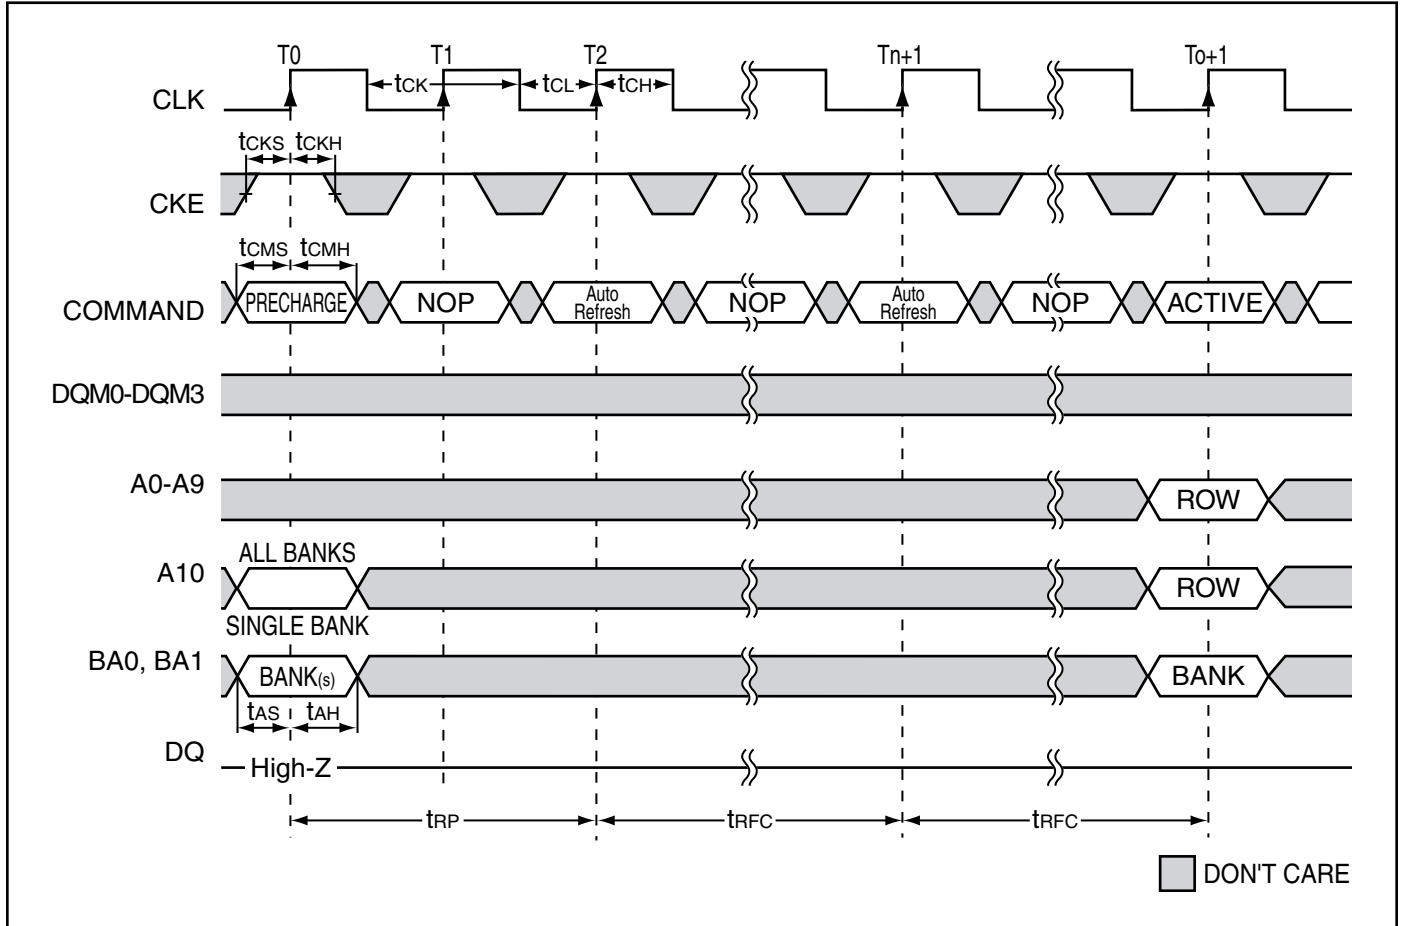 T0 T1 T2 Tn+1 To+1
tCK tCL tCH
CLK
tCKS tCKH
CKE
tCMS tCMH
COMMAND PRECHARGE NOP Auto Refresh NOP Auto Refresh NOP ACTIVE
DQM0-DQM3
A0-A9 ROW
ALL BANKS
A10 ROW
SINGLE BANK
BA0, BA1 BANK(s) BANK
tAS tAH
DQ High-Z
tRP tRFC tRFC
DON'T CARE